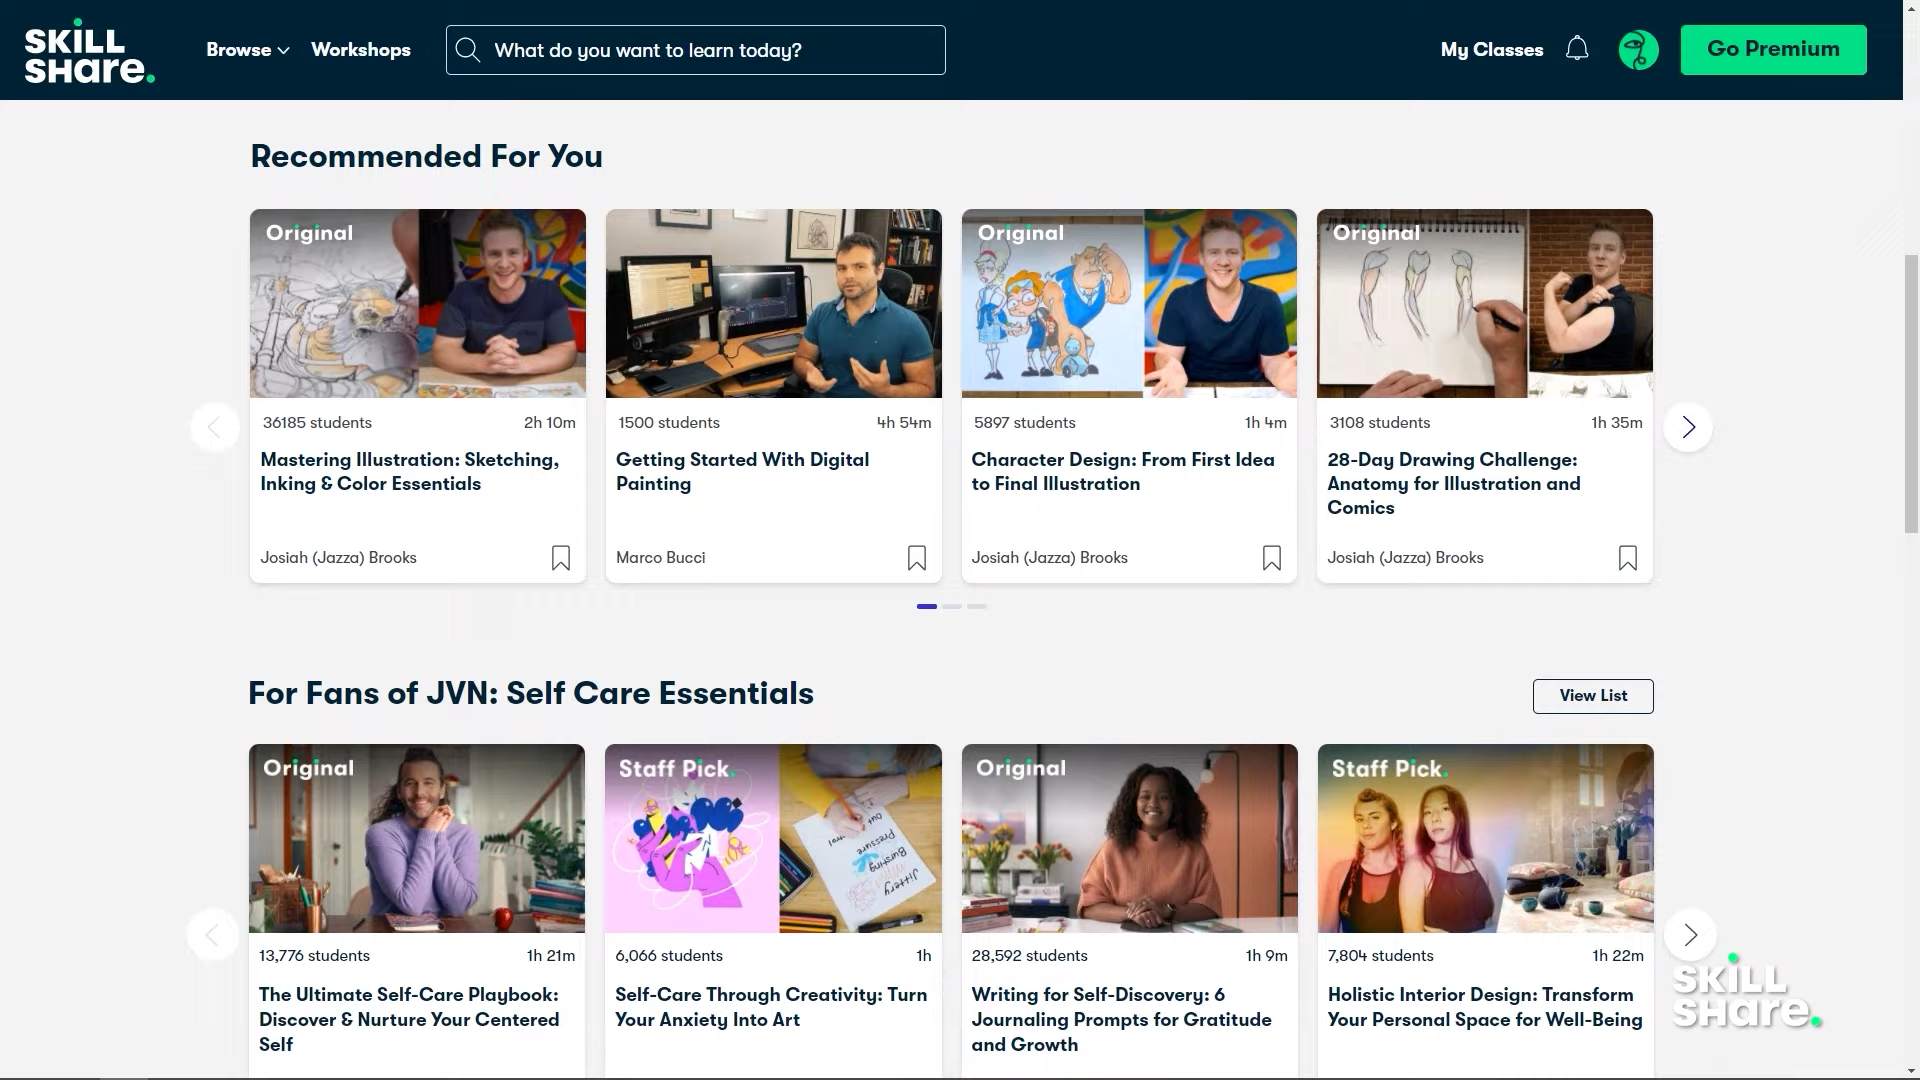 SKILL
SHARE.
Browse
Workshops
What do you want to learn today?
My Classes
Go Premium
Recommended For You
Original
Original
Original
36185 students
2h 10m
1500 students
4h 54m
5897 students
1h 4m
3108 students
1h 35m
Mastering Illustration: Sketching,
Inking & Color Essentials
Getting Started With Digital
Painting
Character Design: From First Idea
to Final Illustration
28-Day Drawing Challenge:
Anatomy for Illustration and
Comics
Josiah (Jazza) Brooks
Marco Bucci
Josiah (Jazza) Brooks
Josiah (Jazza) Brooks
For Fans of JVN: Self Care Essentials
View List
Original
Staff Pick.
Original
Staff Pick.
Out
Pressure
Bursting
Jittery
13,776 students
1h 21m
6,066 students
1h
28,592 students
1h 9m
7,804 students
1h 22m
The Ultimate Self-Care Playbook:
Discover & Nurture Your Centered
Self
Self-Care Through Creativity: Turn
Your Anxiety Into Art
Writing for Self-Discovery: 6
Journaling Prompts for Gratitude
and Growth
Holistic Interior Design: Transform
Your Personal Space for Well-Being
SKILL
SHARE.